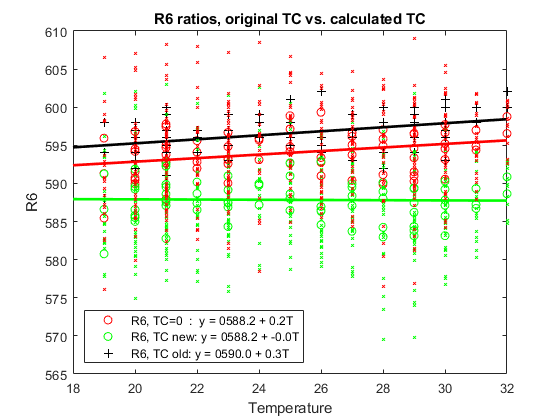 R6 ratios, original TC vs. calculated TC
610
605
600
595
590
585
580
575
570
565
R6
R6, TC=0 : y = 0588.2 + 0.2T
R6, TC new: y = 0588.2 + -0.0T
R6, TC old: y = 0590.0 + 0.3T
18 20 22 24 26 28 30 32
Temperature